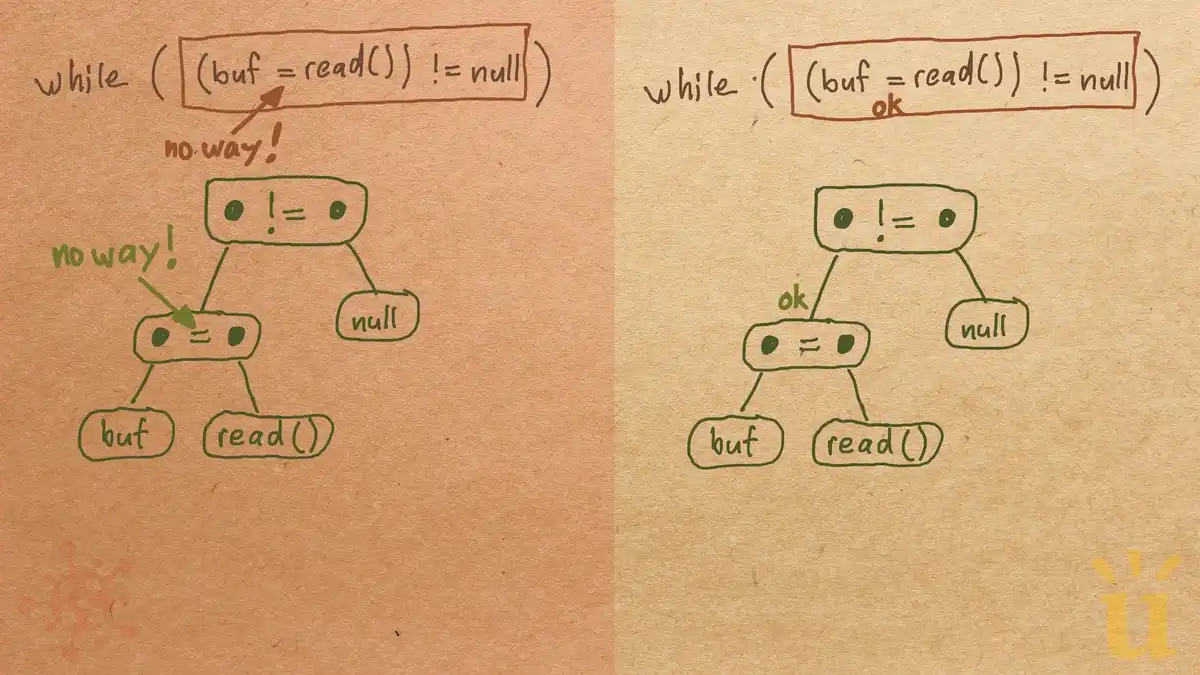 while ( (buf = read()) != null )
no way!
!=
no way!
=
null
buf
read()
while ( (buf = read()) != null )
ok
!=
ok
=
null
buf
read()
u